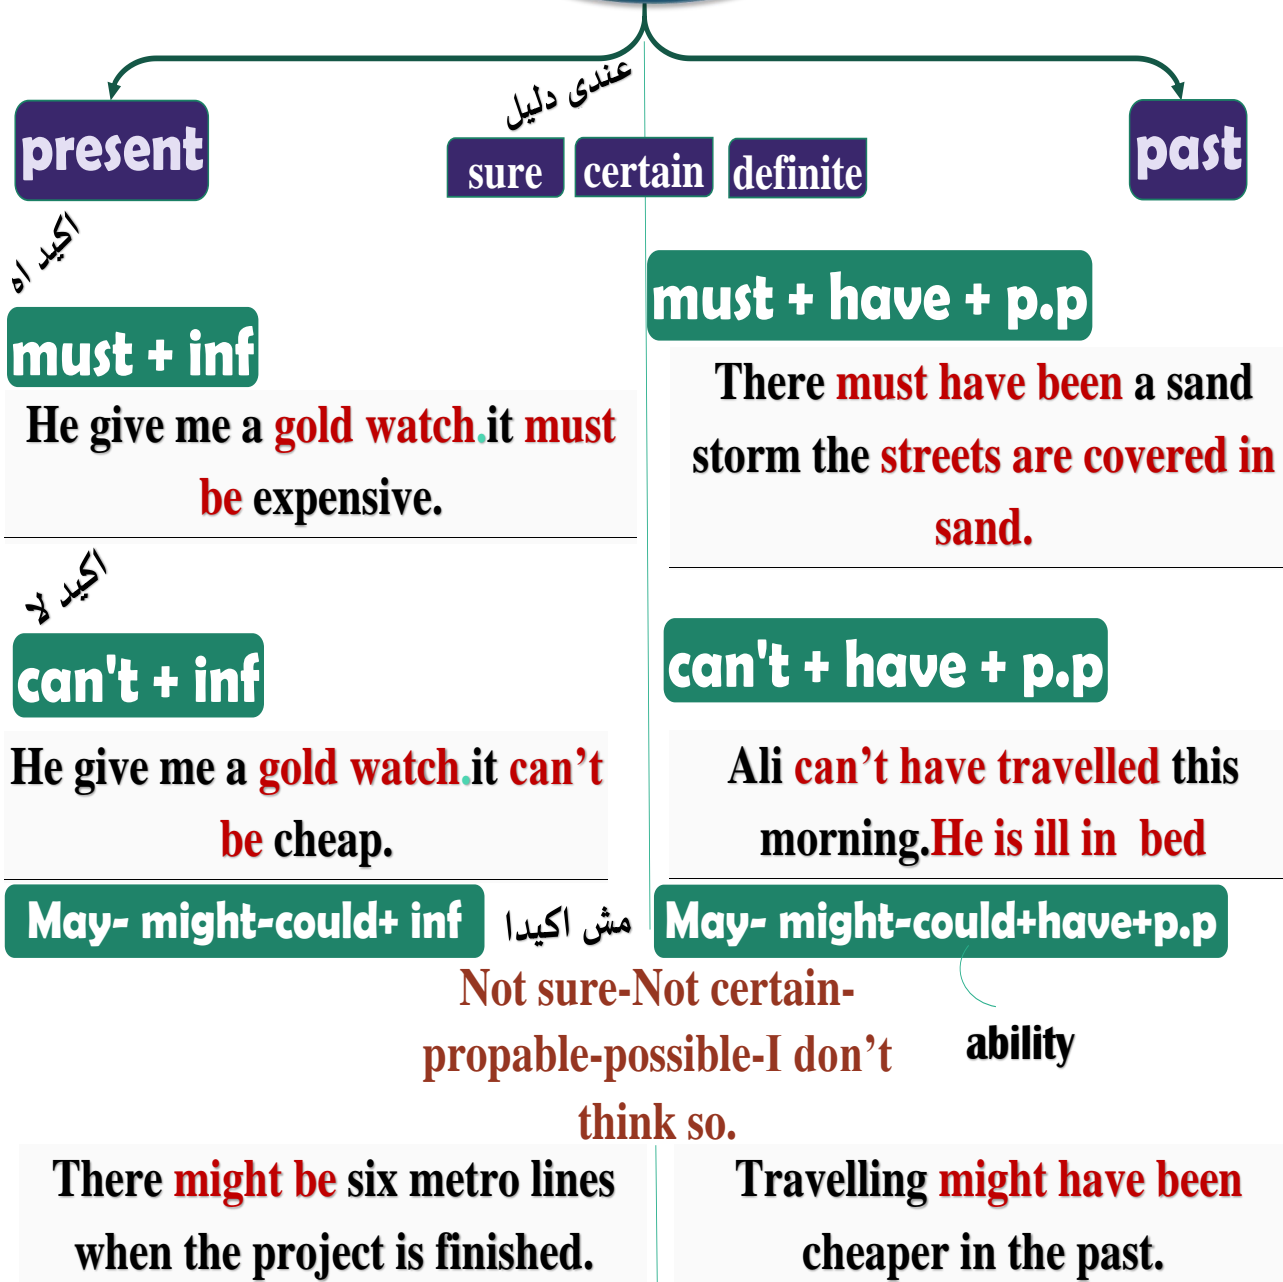 present
عندى دليل
sure certain definite
past
اكيد اه
must + inf
He give me a gold watch.it must
be expensive.
must + have + p.p
There must have been a sand
storm the streets are covered in
sand.
اكيد لا
can't + inf
He give me a gold watch.it can’t
be cheap.
can't + have + p.p
Ali can’t have travelled this
morning.He is ill in bed
May- might-could+ inf
مش اكيدا
May- might-could+have+p.p
Not sure-Not certain-
propable-possible-I don’t
think so.
ability
There might be six metro lines
when the project is finished.
Travelling might have been
cheaper in the past.